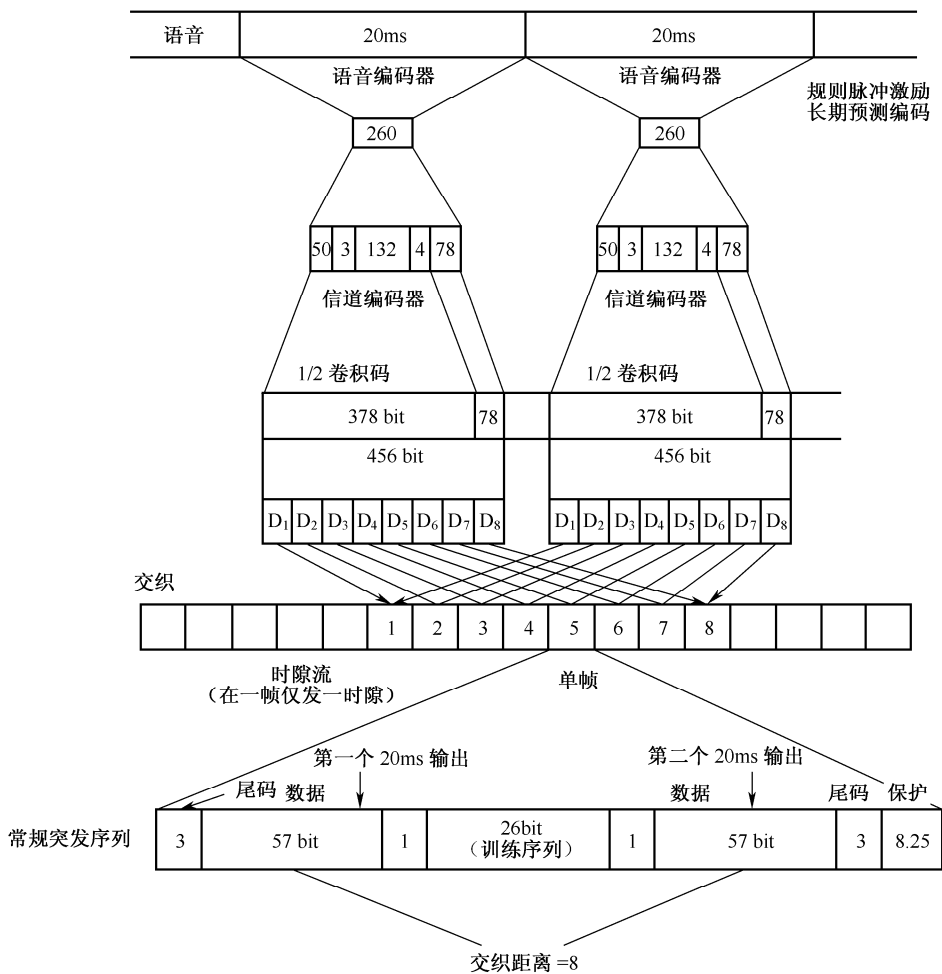 语音 20ms 20ms
语音编码器 语音编码器
规则脉冲激励
长期预测编码
260 260
50 3 132 4 78 50 3 132 4 78
信道编码器 信道编码器
1/2 卷积码 1/2 卷积码
378 bit 78 378 bit 78
456 bit 456 bit
D1 D2 D3 D4 D5 D6 D7 D8 D1 D2 D3 D4 D5 D6 D7 D8
交织
1 2 3 4 5 6 7 8
时隙流
(在一帧仅发一时隙)
单帧
第一个 20ms 输出 第二个 20ms 输出
尾码 数据 数据 尾码 保护
常规突发序列
3 57 bit 1 26bit
(训练序列) 1 57 bit 3 8.25
交织距离 =8